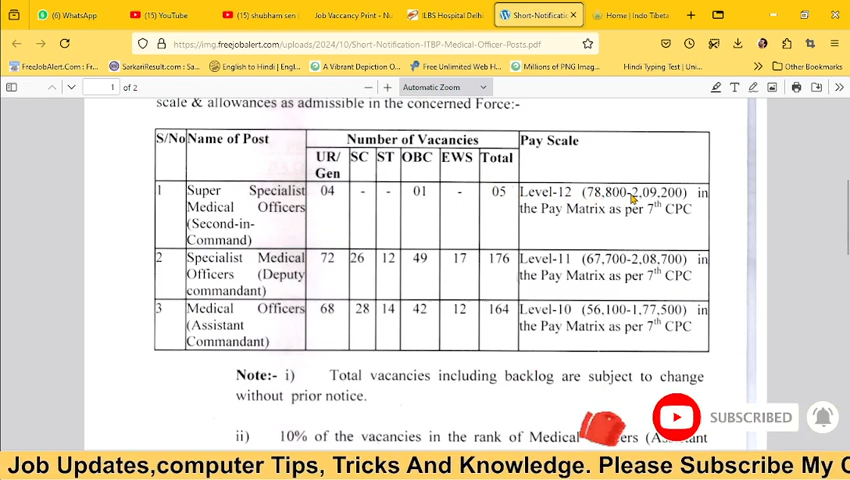 (6) WhatsApp
(15) YouTube
(15) shubham sen
Job Vaccancy Print - Nu
ILBS Hospital Delhi
Short-Notificati
Home | Indo Tibeta
https://img.freejobalert.com/uploads/2024/10/Short-Notification-ITBP-Medical-Officer-Posts.pdf
FreeJobAlert.Com : Fr...
SarkariResult.com : Sa...
English to Hindi | Engl...
A Vibrant Depiction O...
Free Unlimited Web H...
Millions of PNG Imag...
Hindi Typing Test | Uni...
Other Bookmarks
1 of 2
Automatic Zoom
scale & allowances as admissible in the concerned Force:-
S/No Name of Post Number of Vacancies Pay Scale
UR/ Gen SC ST OBC EWS Total
1 Super Specialist Medical Officers (Second-in-Command) 04 - - 01 - 05 Level-12 (78,800-2,09,200) in the Pay Matrix as per 7th CPC
2 Specialist Medical Officers (Deputy commandant) 72 26 12 49 17 176 Level-11 (67,700-2,08,700) in the Pay Matrix as per 7th CPC
3 Medical Officers (Assistant Commandant) 68 28 14 42 12 164 Level-10 (56,100-1,77,500) in the Pay Matrix as per 7th CPC
Note:- i) Total vacancies including backlog are subject to change
without prior notice.
SUBSCRIBED
ii) 10% of the vacancies in the rank of Medical
Job Updates,computer Tips, Tricks And Knowledge. Please Subscribe My C